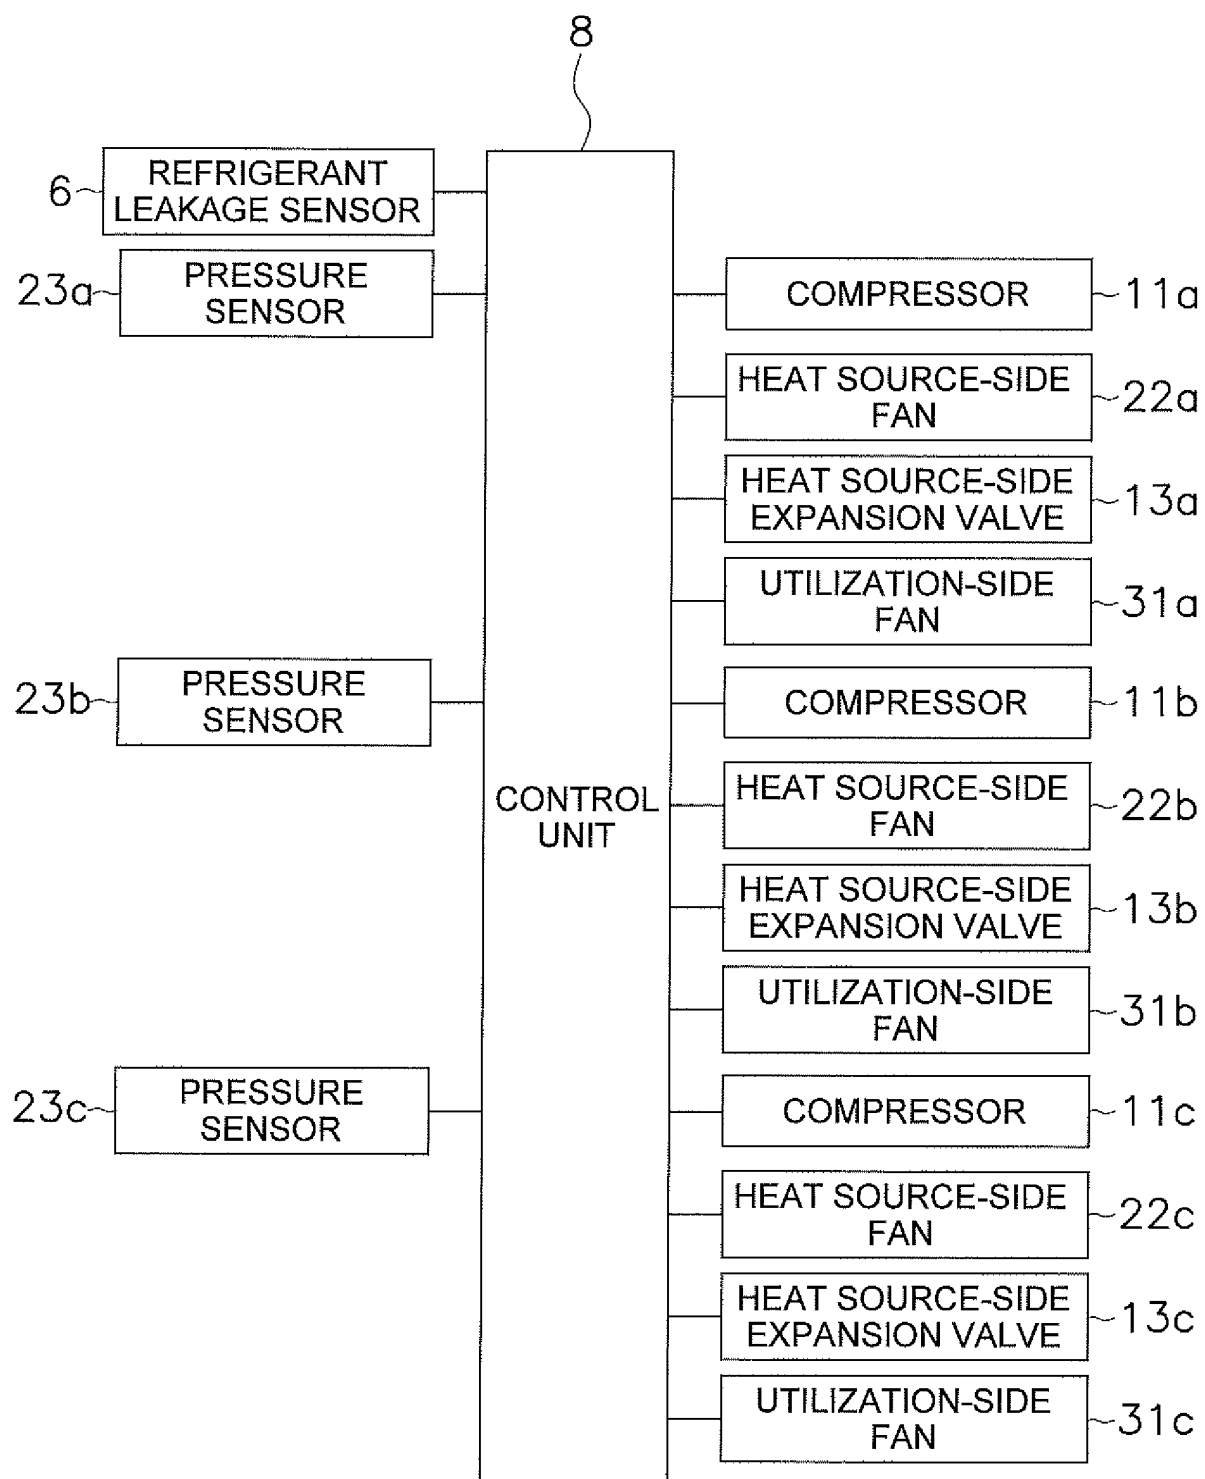 8
REFRIGERANT
LEAKAGE SENSOR
6
PRESSURE
SENSOR
23a
COMPRESSOR
11a
HEAT SOURCE-SIDE
FAN
22a
HEAT SOURCE-SIDE
EXPANSION VALVE
13a
UTILIZATION-SIDE
FAN
31a
PRESSURE
SENSOR
23b
COMPRESSOR
11b
CONTROL
UNIT
HEAT SOURCE-SIDE
FAN
22b
HEAT SOURCE-SIDE
EXPANSION VALVE
13b
UTILIZATION-SIDE
FAN
31b
PRESSURE
SENSOR
23c
COMPRESSOR
11c
HEAT SOURCE-SIDE
FAN
22c
HEAT SOURCE-SIDE
EXPANSION VALVE
13c
UTILIZATION-SIDE
FAN
31c